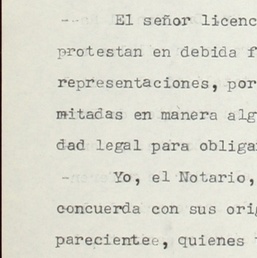 -- El señor licenc
protestan en debida f
representaciones, por
mitadas en manera alg
dad legal para obliga
- Yo, el Notario,
concuerda con sus orig
pareciente, quienes